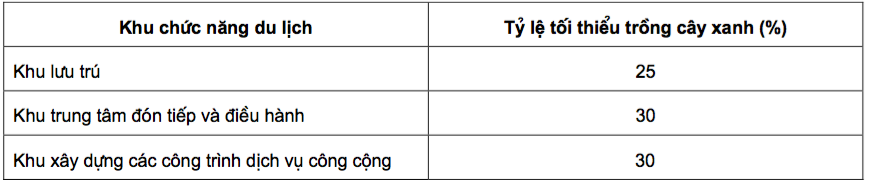 Khu chức năng du lịch Tỷ lệ tối thiểu trồng cây xanh (%)
Khu lưu trú 25
Khu trung tâm đón tiếp và điều hành 30
Khu xây dựng các công trình dịch vụ công cộng 30